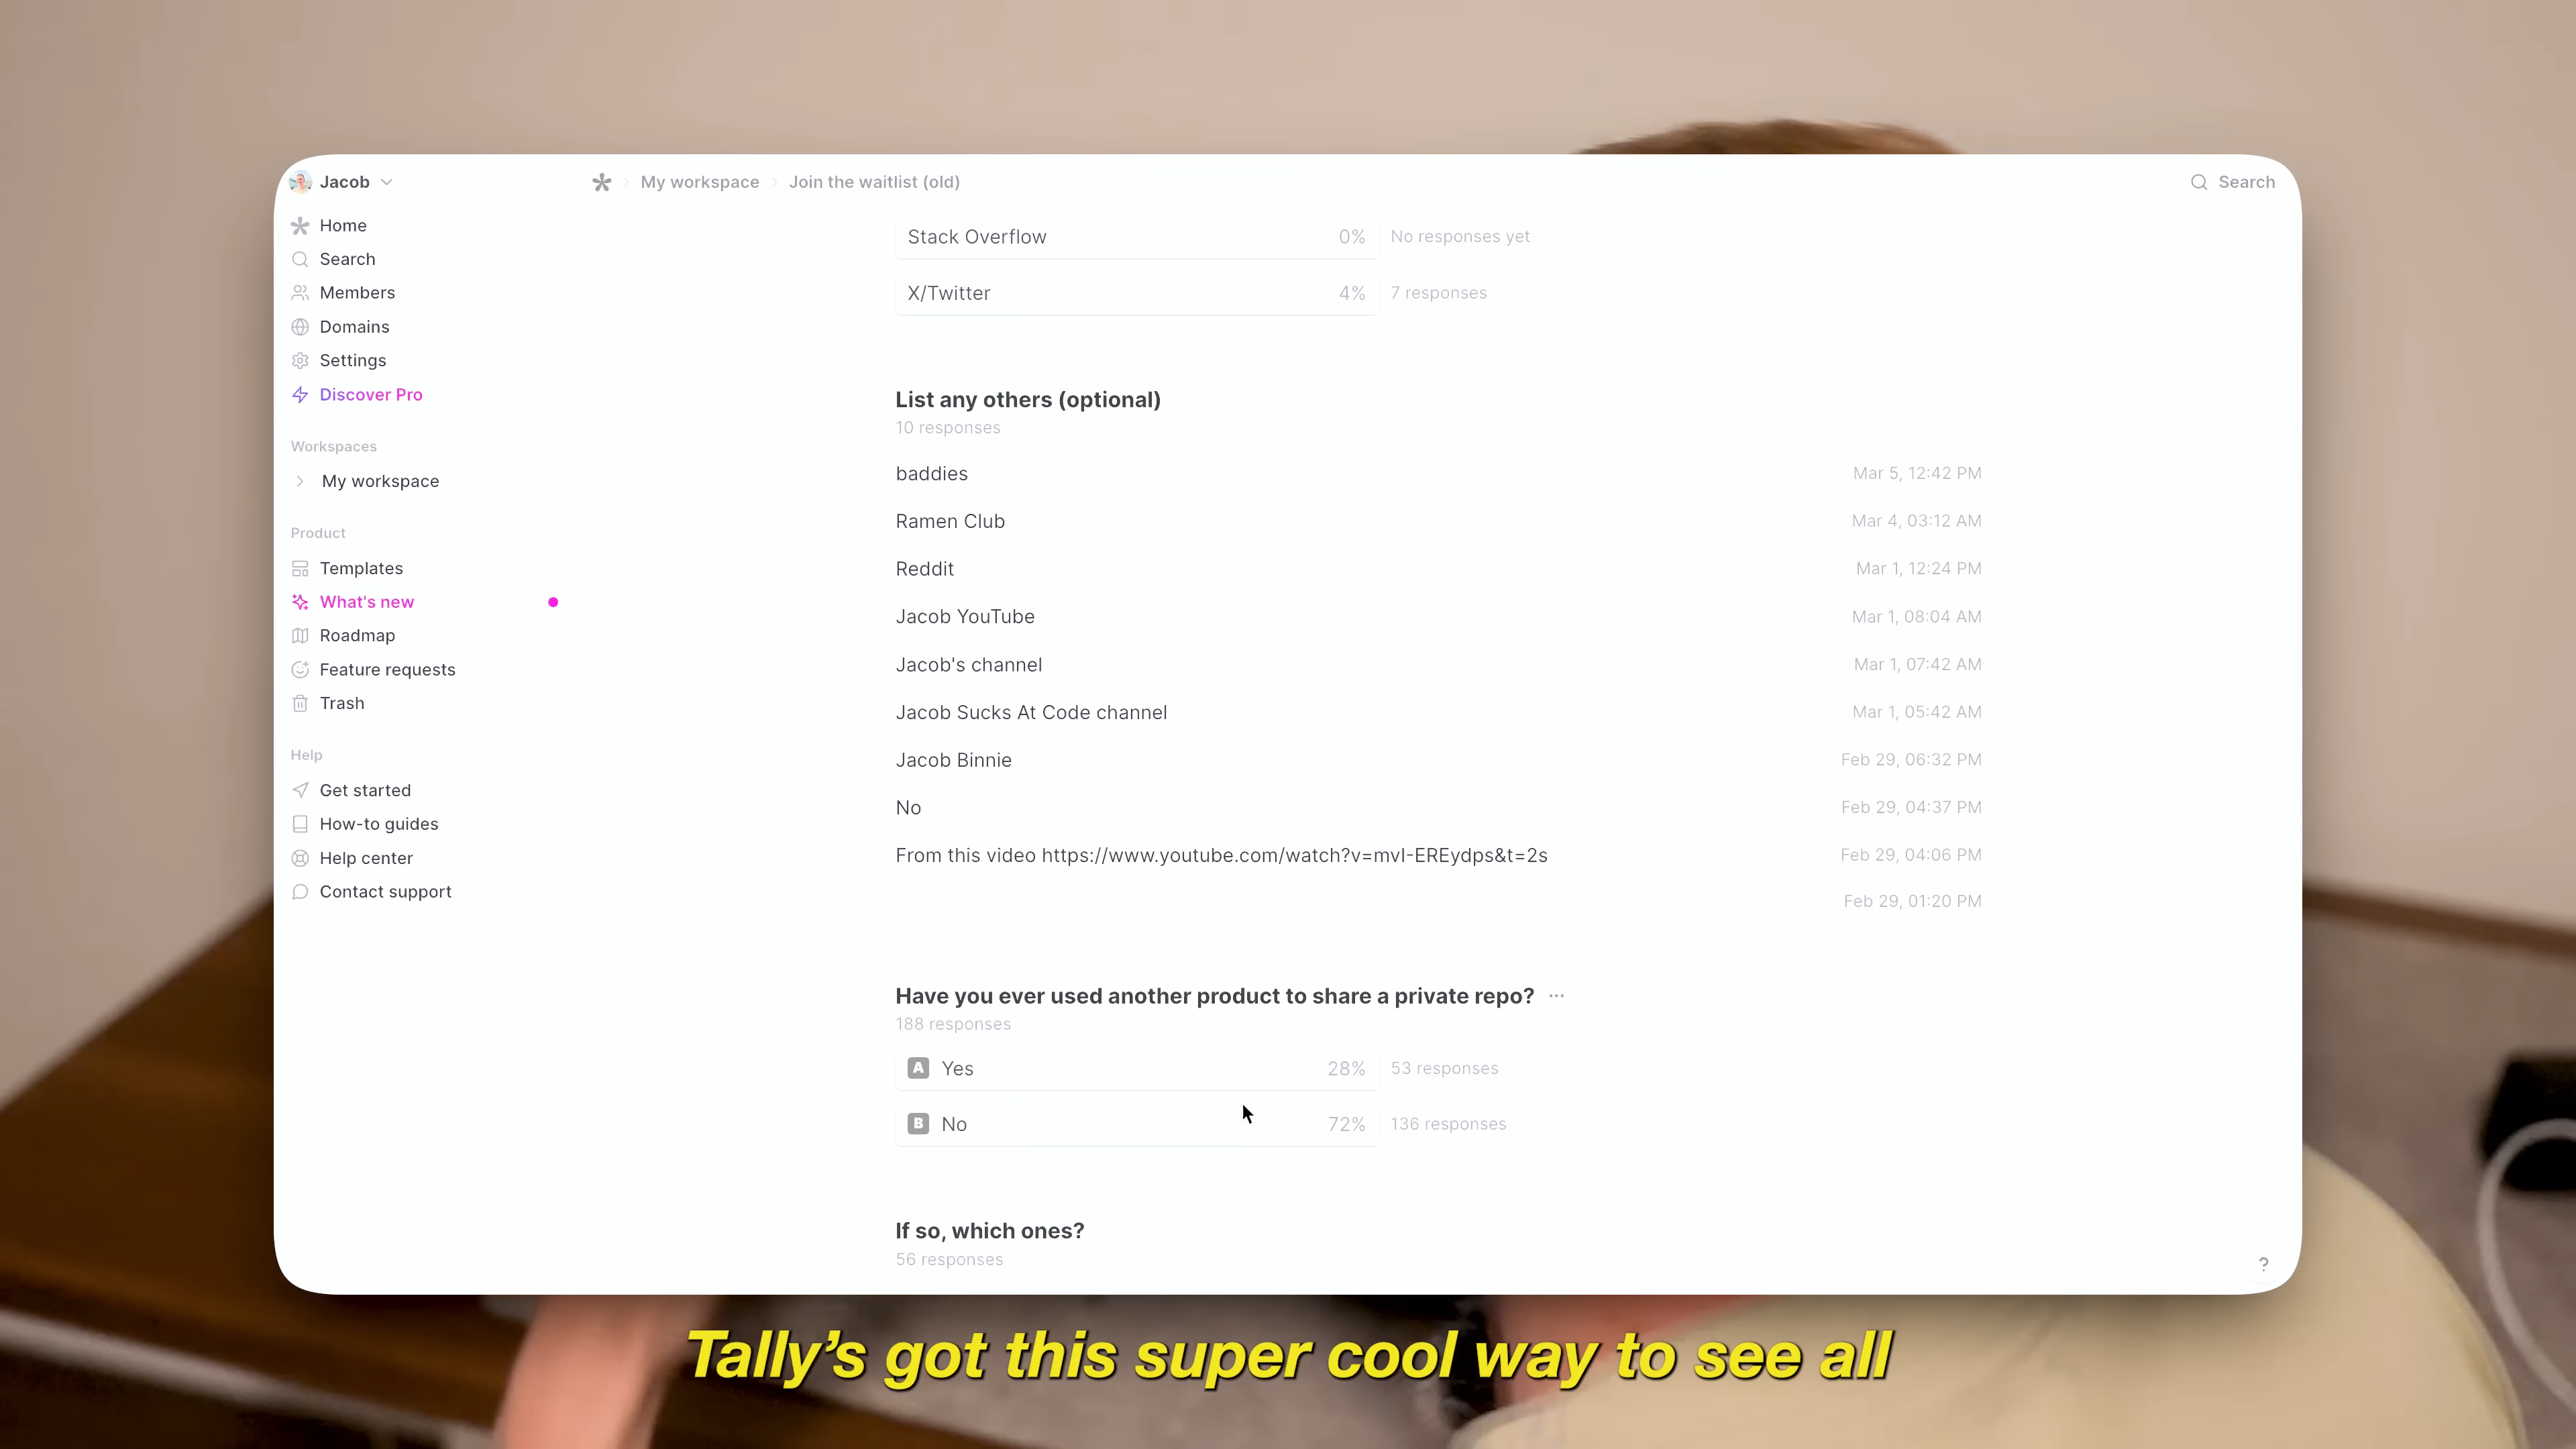 Jacob
My workspace
Join the waitlist (old)
Search
Home
Search
Members
Domains
Settings
Discover Pro
Workspaces
My workspace
Product
Templates
What's new
Roadmap
Feature requests
Trash
Help
Get started
How-to guides
Help center
Contact support
Stack Overflow 0% No responses yet
X/Twitter 4% 7 responses
List any others (optional)
10 responses
baddies Mar 5, 12:42 PM
Ramen Club Mar 4, 03:12 AM
Reddit Mar 1, 12:24 PM
Jacob YouTube Mar 1, 08:04 AM
Jacob's channel Mar 1, 07:42 AM
Jacob Sucks At Code channel Mar 1, 05:42 AM
Jacob Binnie Feb 29, 06:32 PM
No Feb 29, 04:37 PM
From this video https://www.youtube.com/watch?v=mvI-EREydps&t=2s Feb 29, 04:06 PM
Feb 29, 01:20 PM
Have you ever used another product to share a private repo? ...
188 responses
A Yes 28% 53 responses
B No 72% 136 responses
If so, which ones?
56 responses
?
Tally's got this super cool way to see all